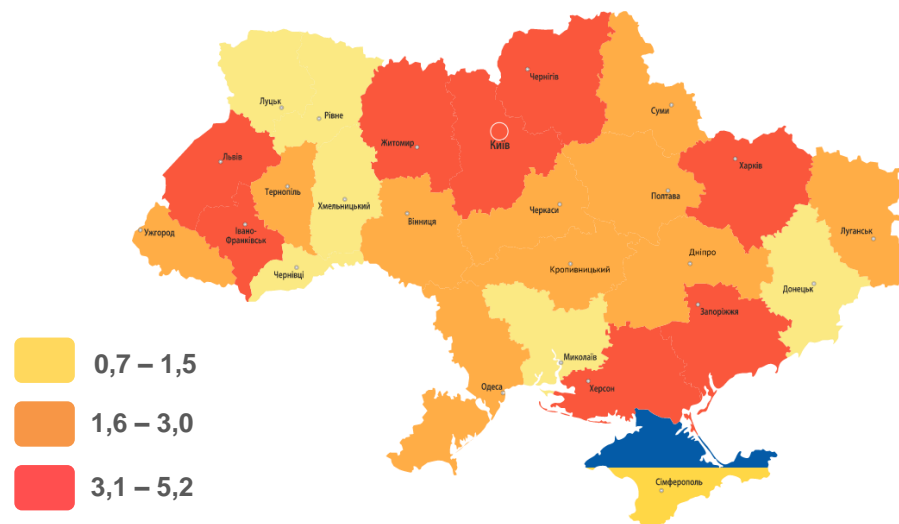 Чернігів
Луцьк
Рівне
Суми
Житомир
Київ
Львів
Харків
Тернопіль
Хмельницький
Полтава
Черкаси
Вінниця
Ужгород
Івано-
Франківськ
Луганськ
Дніпро
Кропивницький
Чернівці
Донецьк
Запоріжжя
Миколаїв
0,7 – 1,5
Одеса
Херсон
1,6 – 3,0
3,1 – 5,2
Сімферополь